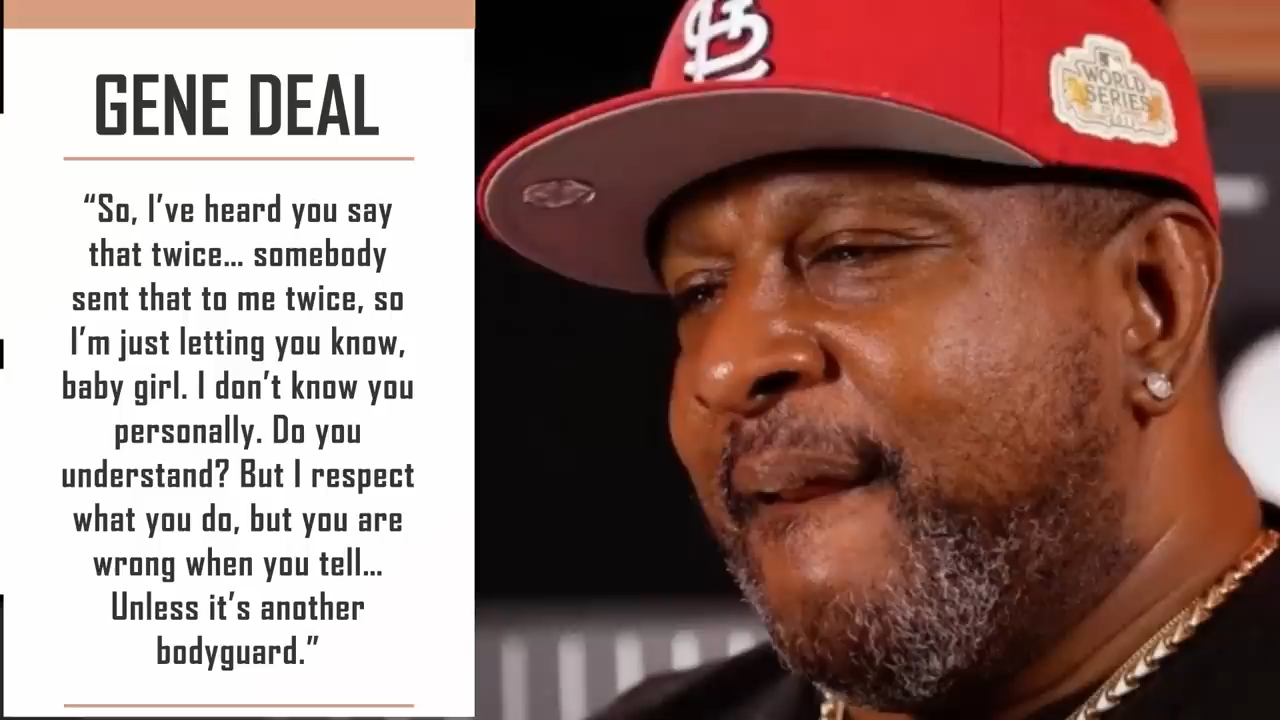 GENE DEAL
“So, I’ve heard you say
that twice... somebody
sent that to me twice, so
I’m just letting you know,
baby girl. I don’t know you
personally. Do you
understand? But I respect
what you do, but you are
wrong when you tell...
Unless it’s another
bodyguard.”
STL
WORLD
SERIES